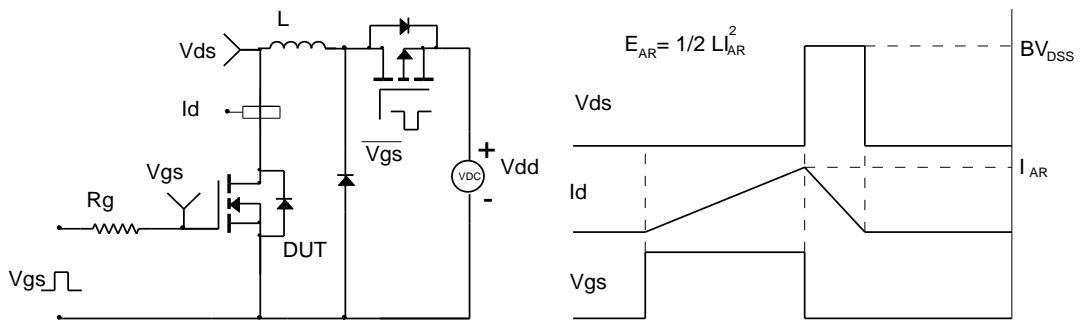 L
Vds
Id
Vgs
Rg
DUT
Vgs
Vgs
VDC
+
Vdd
-
E_AR = 1/2 LI_AR^2
BV_DSS
Vds
I_AR
Id
Vgs